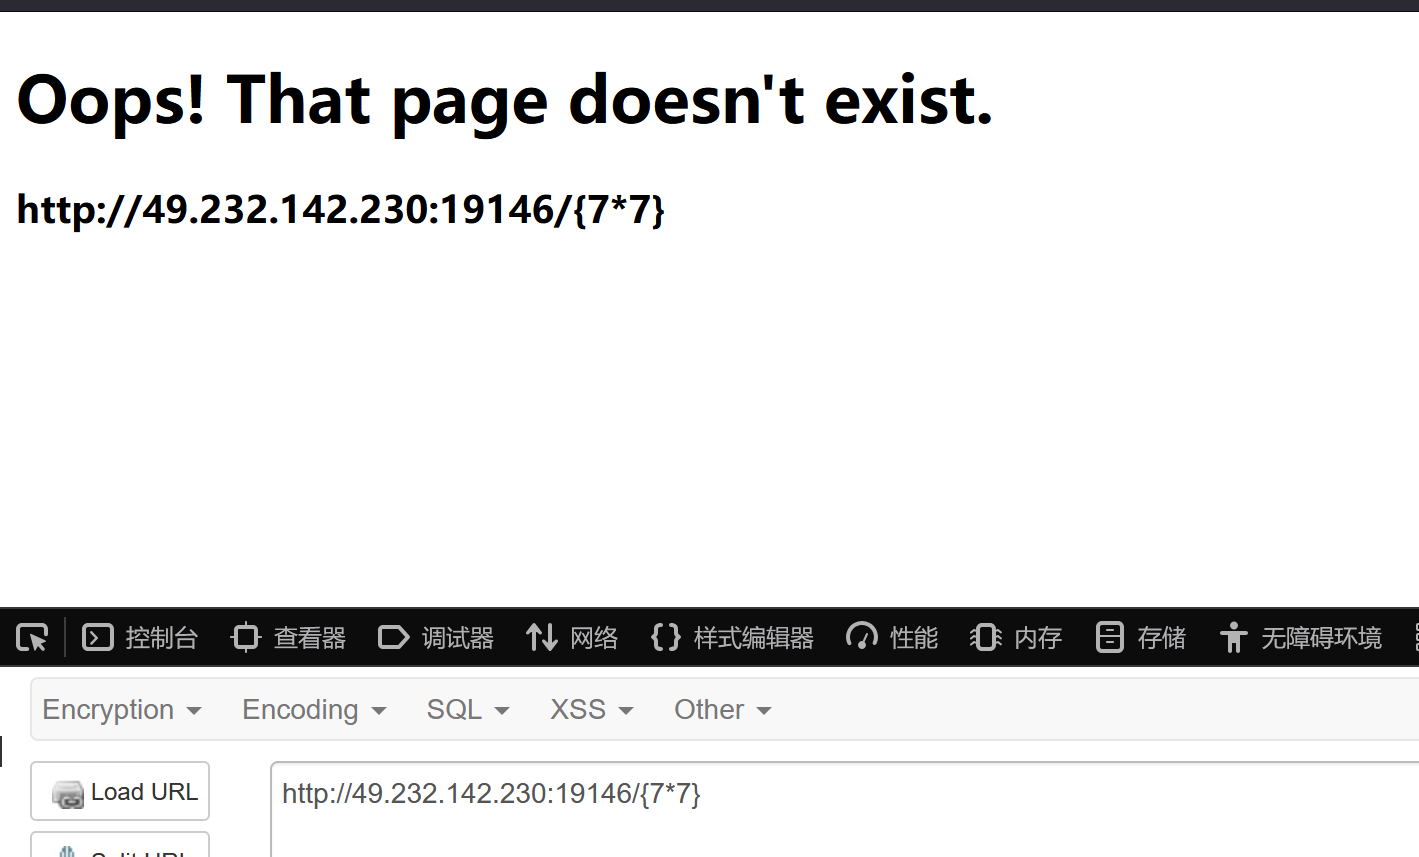 Oops! That page doesn't exist.
http://49.232.142.230:19146/{7*7}
控制台 查看器 调试器 网络 样式编辑器 性能 内存 存储 无障碍环境
Encryption Encoding SQL XSS Other
Load URL http://49.232.142.230:19146/{7*7}
Split URL